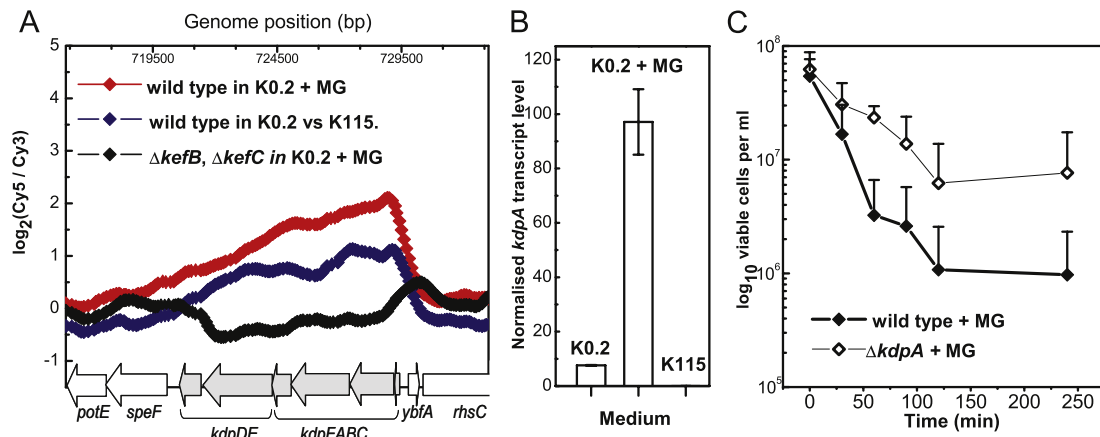 A
Genome position (bp)
719500
724500
729500
5
4
3
2
1
0
-1
log2(Cy5 / Cy3)
wild type in K0.2 + MG
wild type in K0.2 vs K115.
ΔkefB, ΔkefC in K0.2 + MG
potE
speF
kdpDE
kdpFABC
ybfA
rhsC
B
120
100
80
60
40
20
0
Normalised kdpA transcript level
K0.2 + MG
K0.2
K115
Medium
C
10^8
10^7
10^6
10^5
log10 viable cells per ml
wild type + MG
ΔkdpA + MG
0 50 100 150 200 250
Time (min)